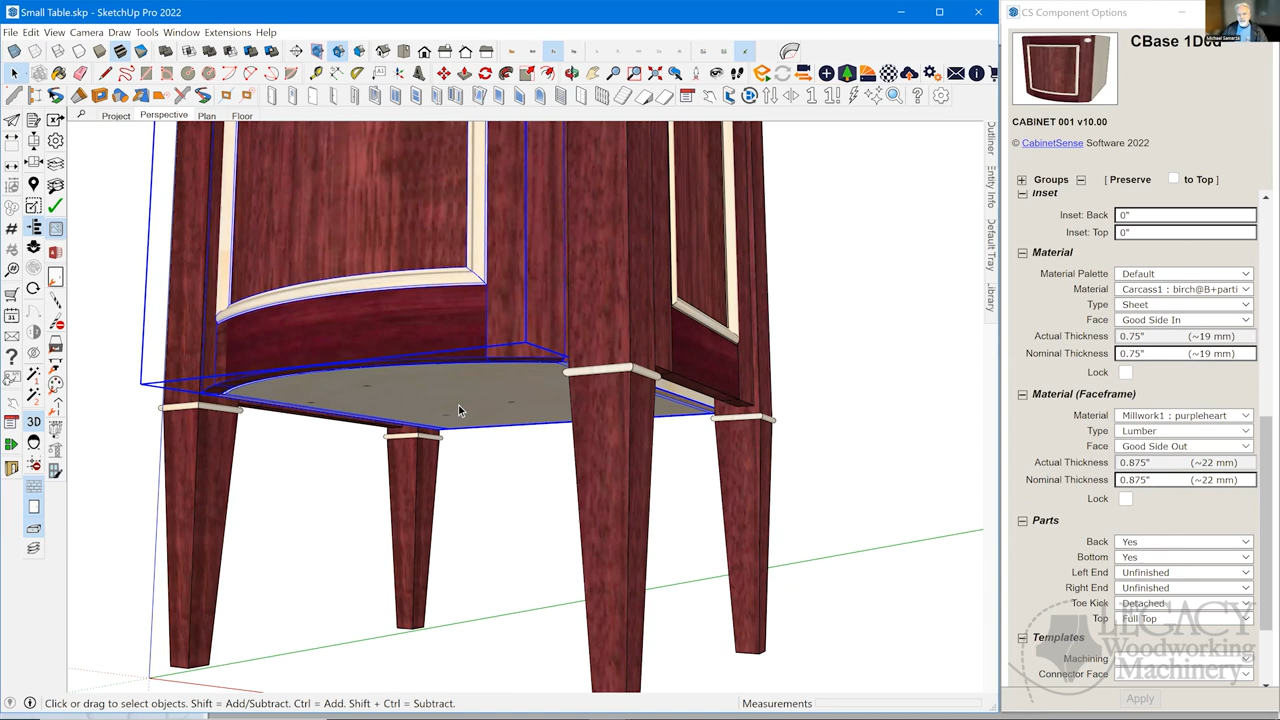 Small Table.skp - SketchUp Pro 2022
File Edit View Camera Draw Tools Window Extensions Help
Project Perspective Plan Floor
Outliner
Entity Info
Default Tray
Library
31
3D
Click or drag to select objects. Shift = Add/Subtract. Ctrl = Add. Shift + Ctrl = Subtract.
Measurements
CS Component Options
Michael Samarza
CABINET 001 v10.00
© CabinetSense Software 2022
Groups [ Preserve to Top ]
Inset
Inset: Back 0"
Inset: Top 0"
Material
Material Palette Default
Material Carcass1 : birch@B+parti
Type Sheet
Face Good Side In
Actual Thickness 0.75" (~19 mm)
Nominal Thickness 0.75" (~19 mm)
Lock
Material (Faceframe)
Material Millwork1 : purpleheart
Type Lumber
Face Good Side Out
Actual Thickness 0.875" (~22 mm)
Nominal Thickness 0.875" (~22 mm)
Lock
Parts
Back Yes
Bottom Yes
Left End Unfinished
Right End Unfinished
Toe Kick Detached
Top Full Top
Templates
Machining
Connector Face
Apply
LEGACY
Woodworking
Machinery